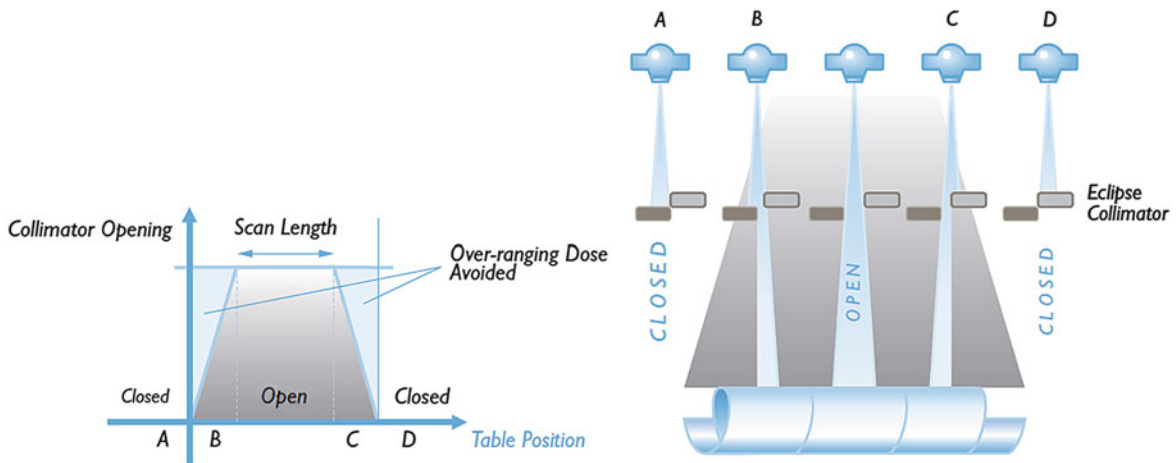 Collimator Opening
Scan Length
Over-ranging Dose
Avoided
Closed
Open
Closed
A
B
C
D
Table Position
A
B
C
D
Eclipse
Collimator
CLOSED
OPEN
CLOSED